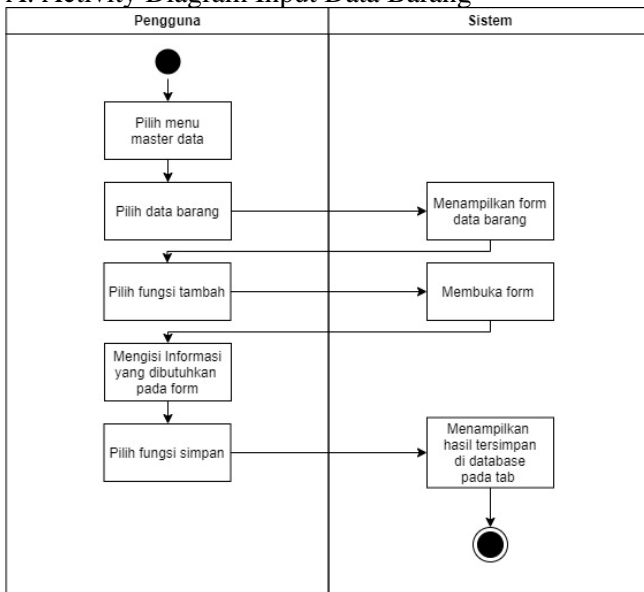 A. Activity Diagram Input Data Barang
Pengguna
Sistem
Pilih menu
master data
Pilih data barang
Menampilkan form
data barang
Pilih fungsi tambah
Membuka form
Mengisi Informasi
yang dibutuhkan
pada form
Pilih fungsi simpan
Menampilkan
hasil tersimpan
di database
pada tab